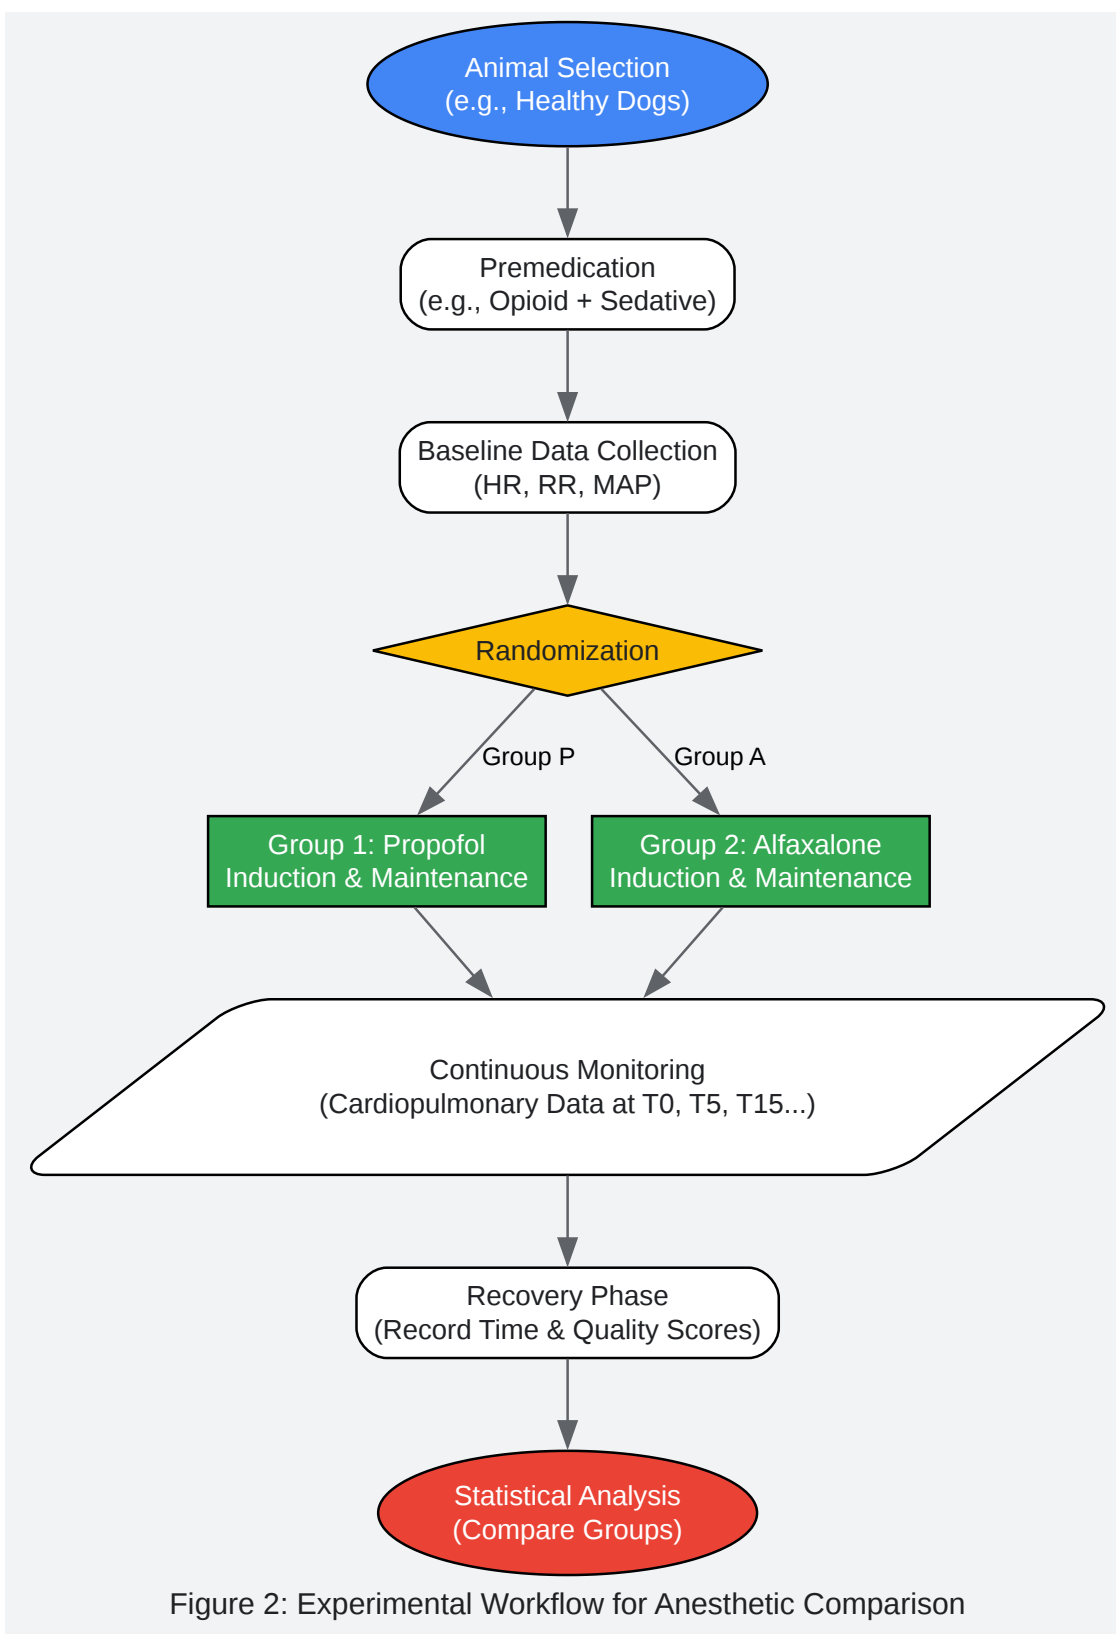 Animal Selection
(e.g., Healthy Dogs)
Premedication
(e.g., Opioid + Sedative)
Baseline Data Collection
(HR, RR, MAP)
Randomization
Group P
Group A
Group 1: Propofol
Induction & Maintenance
Group 2: Alfaxalone
Induction & Maintenance
Continuous Monitoring
(Cardiopulmonary Data at T0, T5, T15...)
Recovery Phase
(Record Time & Quality Scores)
Statistical Analysis
(Compare Groups)
Figure 2: Experimental Workflow for Anesthetic Comparison